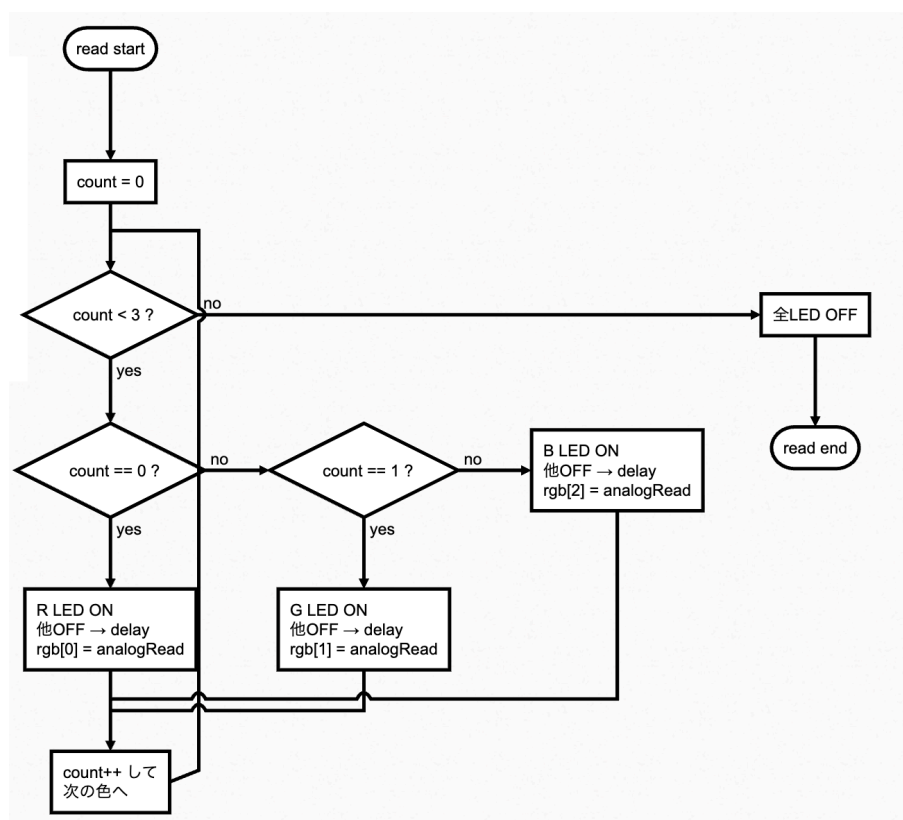 read start
count = 0
count < 3 ?
no
全LED OFF
yes
read end
count == 0 ?
no
count == 1 ?
no
B LED ON
他OFF → delay
rgb[2] = analogRead
yes
yes
R LED ON
他OFF → delay
rgb[0] = analogRead
G LED ON
他OFF → delay
rgb[1] = analogRead
count++ して
次の色へ